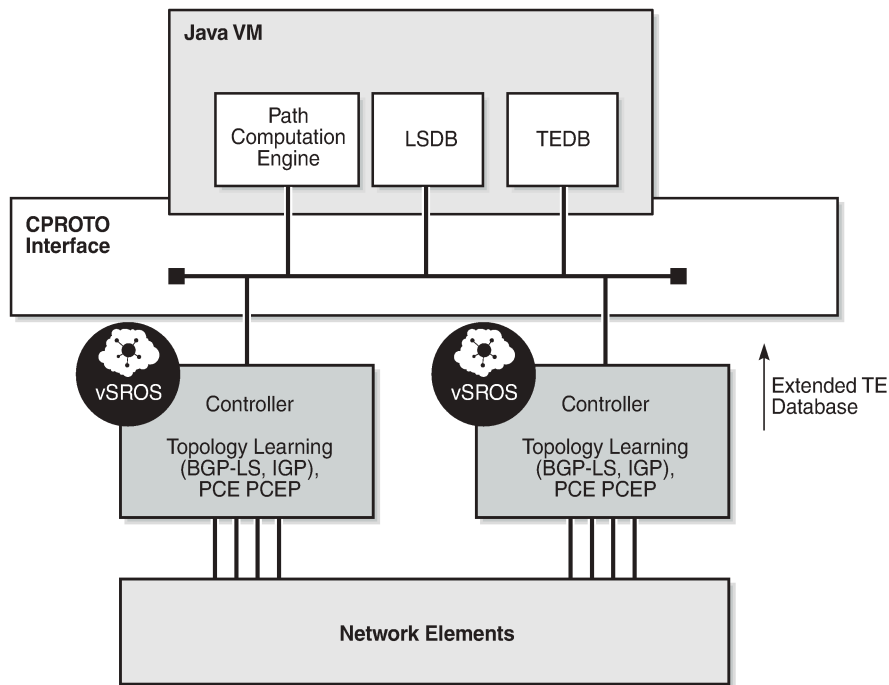 Java VM
Path
Computation
Engine
LSDB
TEDB
CPROTO
Interface
vSROS
Controller
Topology Learning
(BGP-LS, IGP),
PCE PCEP
vSROS
Controller
Topology Learning
(BGP-LS, IGP),
PCE PCEP
Extended TE
Database
Network Elements